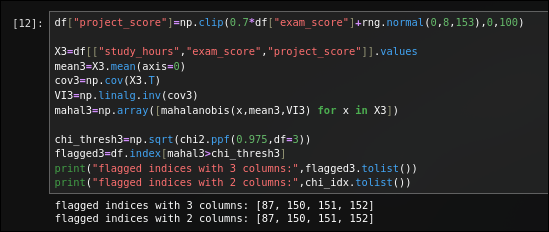 [12]: df["project_score"]=np.clip(0.7*df["exam_score"]+rng.normal(0,8,153),0,100)
X3=df[["study_hours","exam_score","project_score"]].values
mean3=X3.mean(axis=0)
cov3=np.cov(X3.T)
VI3=np.linalg.inv(cov3)
mahal3=np.array([mahalanobis(x,mean3,VI3) for x in X3])
chi_thresh3=np.sqrt(chi2.ppf(0.975,df=3))
flagged3=df.index[mahal3>chi_thresh3]
print("flagged indices with 3 columns:",flagged3.tolist())
print("flagged indices with 2 columns:",chi_idx.tolist())
flagged indices with 3 columns: [87, 150, 151, 152]
flagged indices with 2 columns: [87, 150, 151, 152]